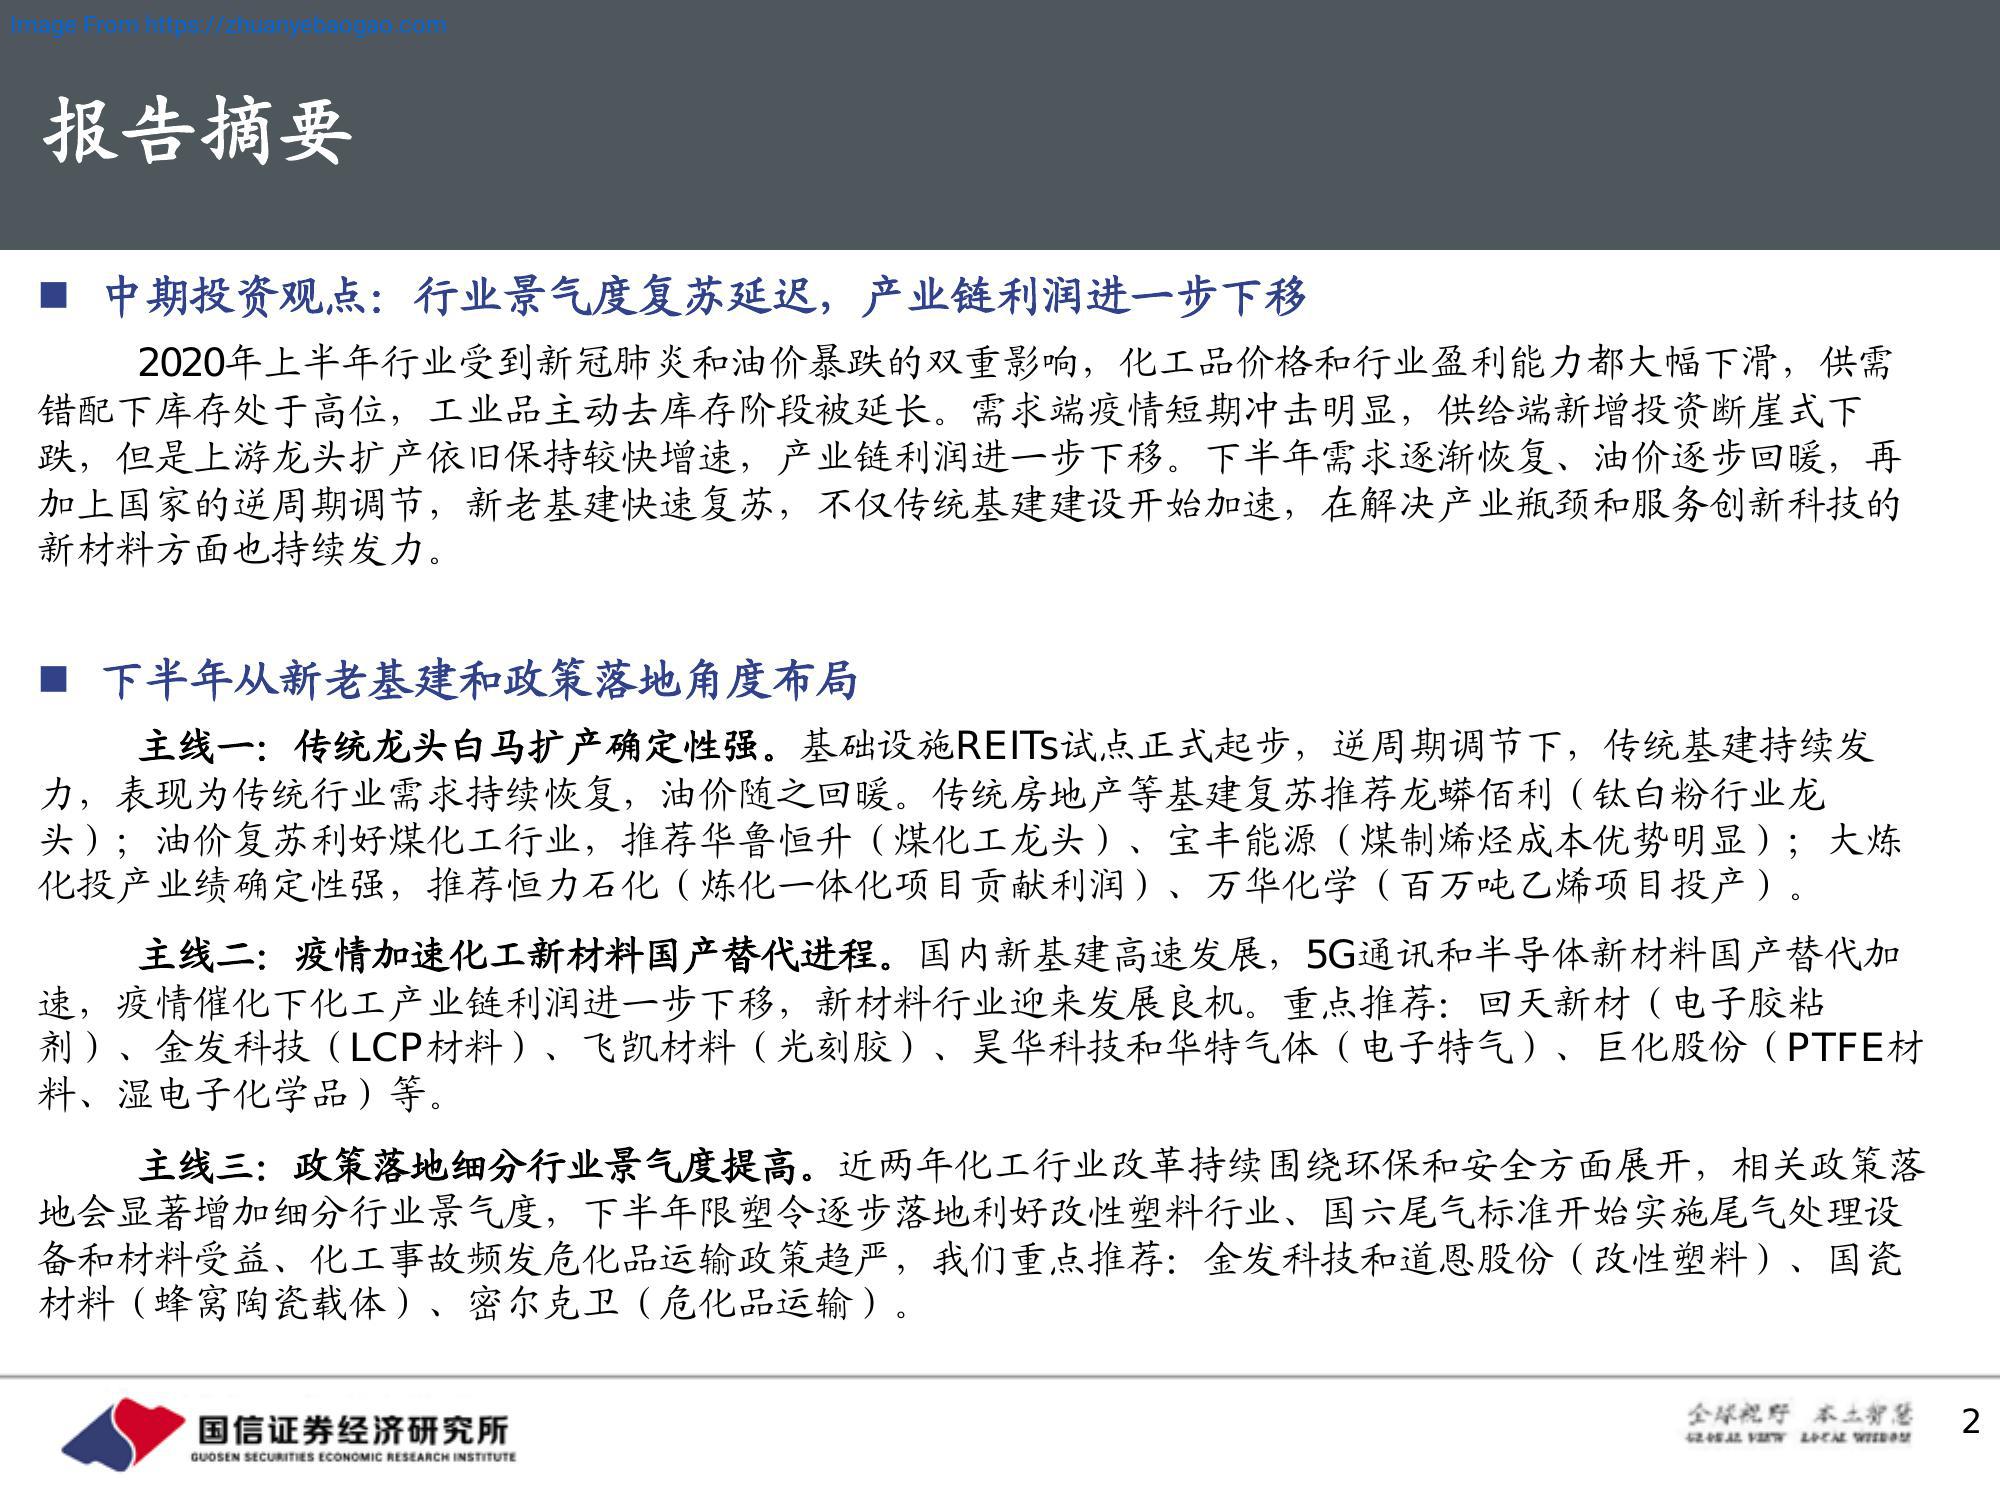 Image From https://zhuanyebaogao.com
报告摘要
■ 中期投资观点：行业景气度复苏延迟，产业链利润进一步下移
2020年上半年行业受到新冠肺炎和油价暴跌的双重影响，化工品价格和行业盈利能力都大幅下滑，供需
错配下库存处于高位，工业品主动去库存阶段被延长。需求端疫情短期冲击明显，供给端新增投资断崖式下
跌，但是上游龙头扩产依旧保持较快增速，产业链利润进一步下移。下半年需求逐渐恢复、油价逐步回暖，再
加上国家的逆周期调节，新老基建快速复苏，不仅传统基建建设开始加速，在解决产业瓶颈和服务创新科技的
新材料方面也持续发力。
■ 下半年从新老基建和政策落地角度布局
主线一：传统龙头白马扩产确定性强。基础设施REITs试点正式起步，逆周期调节下，传统基建持续发
力，表现为传统行业需求持续恢复，油价随之回暖。传统房地产等基建复苏推荐龙蟒佰利（钛白粉行业龙
头）；油价复苏利好煤化工行业，推荐华鲁恒升（煤化工龙头）、宝丰能源（煤制烯烃成本优势明显）；大炼
化投产业绩确定性强，推荐恒力石化（炼化一体化项目贡献利润）、万华化学（百万吨乙烯项目投产）。
主线二：疫情加速化工新材料国产替代进程。国内新基建高速发展，5G通讯和半导体新材料国产替代加
速，疫情催化下化工产业链利润进一步下移，新材料行业迎来发展良机。重点推荐：回天新材（电子胶粘
剂）、金发科技（LCP材料）、飞凯材料（光刻胶）、昊华科技和华特气体（电子特气）、巨化股份（PTFE材
料、湿电子化学品）等。
主线三：政策落地细分行业景气度提高。近两年化工行业改革持续围绕环保和安全方面展开，相关政策落
地会显著增加细分行业景气度，下半年限塑令逐步落地利好改性塑料行业、国六尾气标准开始实施尾气处理设
备和材料受益、化工事故频发危化品运输政策趋严，我们重点推荐：金发科技和道恩股份（改性塑料）、国瓷
材料（蜂窝陶瓷载体）、密尔克卫（危化品运输）。
国信证券经济研究所
GUOSEN SECURITIES ECONOMIC RESEARCH INSTITUTE
全球视野 本土智慧
GLOBAL VIEW LOCAL WISDOM
2